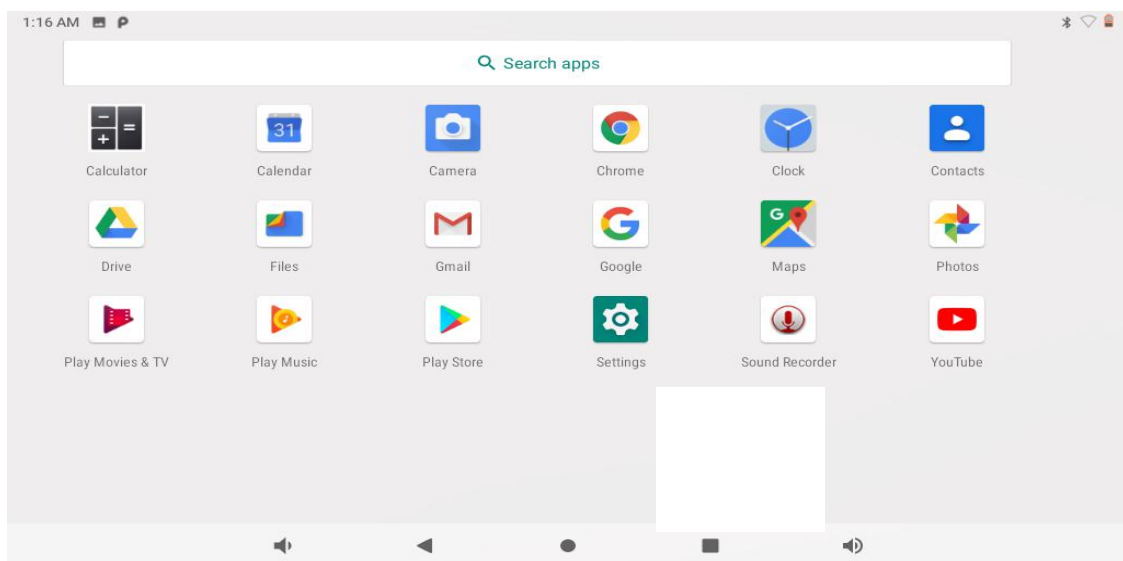 1:16 AM
Search apps
31
Calculator Calendar Camera Chrome Clock Contacts
G
Drive Files Gmail Google Maps Photos
Play Movies & TV Play Music Play Store Settings Sound Recorder YouTube